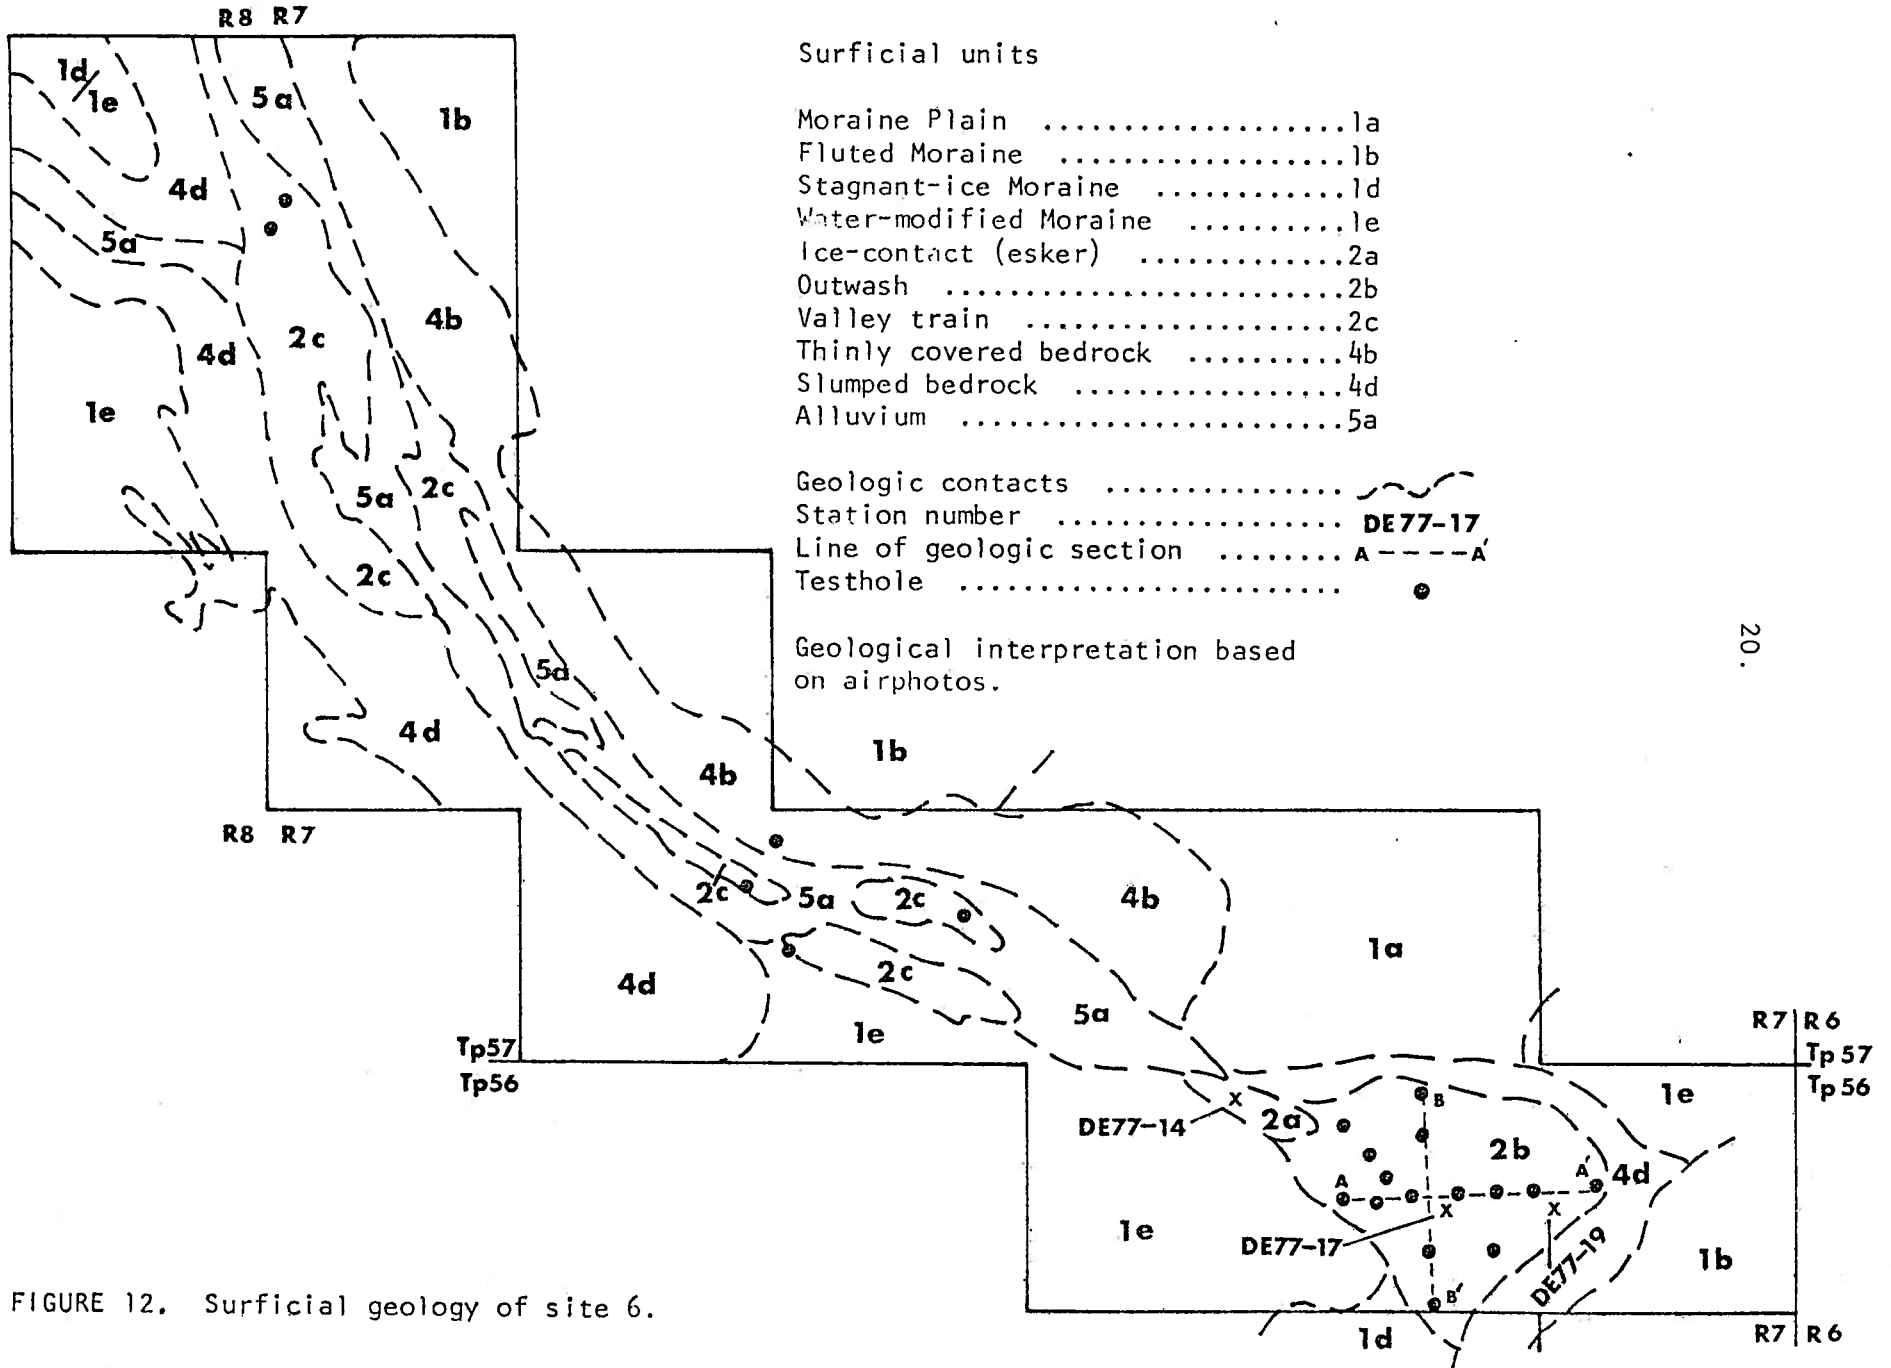 R8 R7
1d/1e
5a
1b
4d
5a
2c
4b
4d
1e
5a
2c
2c
5d
4d
4b
1b
R8 R7
2c
5a
2c
4b
1a
2c
4d
5a
1e
Tp57
Tp56
R7 R6
Tp 57
Tp 56
1e
DE77-14
X
2a
B
2b
A
A'
4d
X
X
1e
DE77-17
DE77-19
1b
B'
1d
R7 R6
Surficial units
Moraine Plain ...................1a
Fluted Moraine ..................1b
Stagnant-ice Moraine ............1d
Water-modified Moraine ..........1e
Ice-contact (esker) .............2a
Outwash .........................2b
Valley train ....................2c
Thinly covered bedrock ..........4b
Slumped bedrock .................4d
Alluvium ........................5a
Geologic contacts ...............
Station number .................. DE77-17
Line of geologic section ........ A-----A'
Testhole ........................
Geological interpretation based
on airphotos.
20.
FIGURE 12. Surficial geology of site 6.